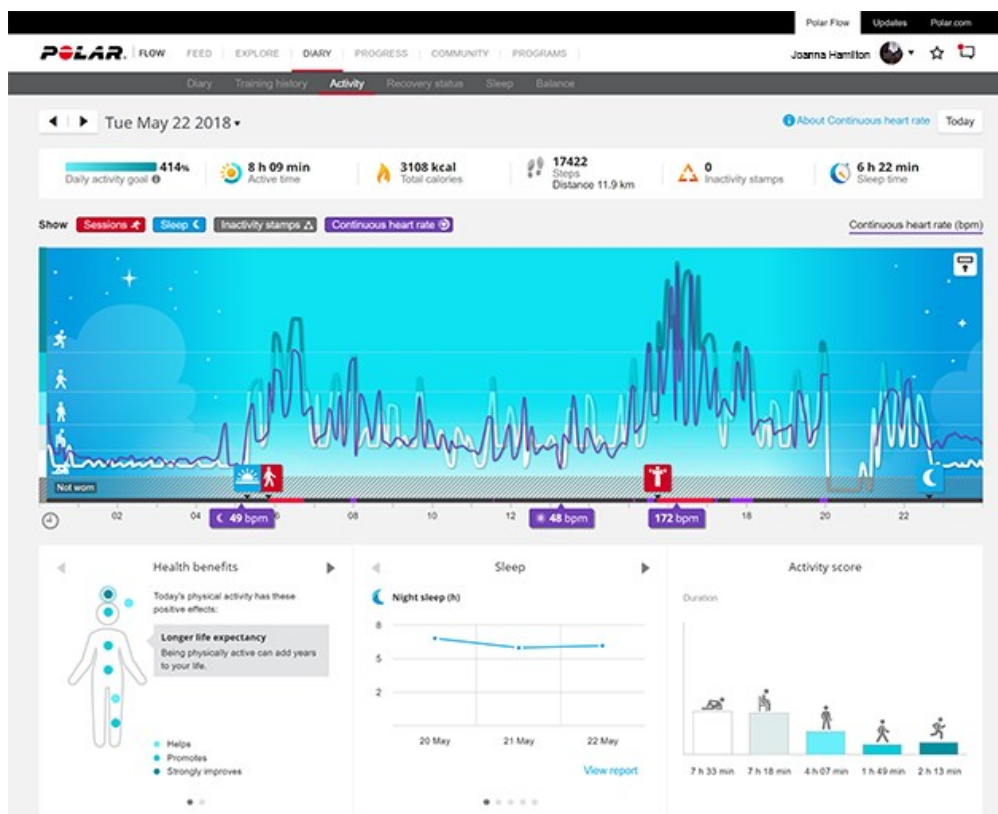 Polar Flow Updates Polar.com
POLAR. FLOW FEED EXPLORE DIARY PROGRESS COMMUNITY PROGRAMS
Joanna Hamilton
Diary Training history Activity Recovery status Sleep Balance
Tue May 22 2018
About Continuous heart rate Today
414%
Daily activity goal
8 h 09 min
Active time
3108 kcal
Total calories
17422
Steps
Distance 11.9 km
0
Inactivity stamps
6 h 22 min
Sleep time
Show Sessions Sleep Inactivity stamps Continuous heart rate
Continuous heart rate (bpm)
Not worn
02 04 6 08 10 12 16 18 20 22
49 bpm
48 bpm
172 bpm
Health benefits
Today's physical activity has these
positive effects:
Longer life expectancy
Being physically active can add years
to your life.
Helps
Promotes
Strongly improves
Sleep
Night sleep (h)
8
5
2
20 May 21 May 22 May
View report
Activity score
Duration
7 h 33 min 7 h 18 min 4 h 07 min 1 h 49 min 2 h 13 min